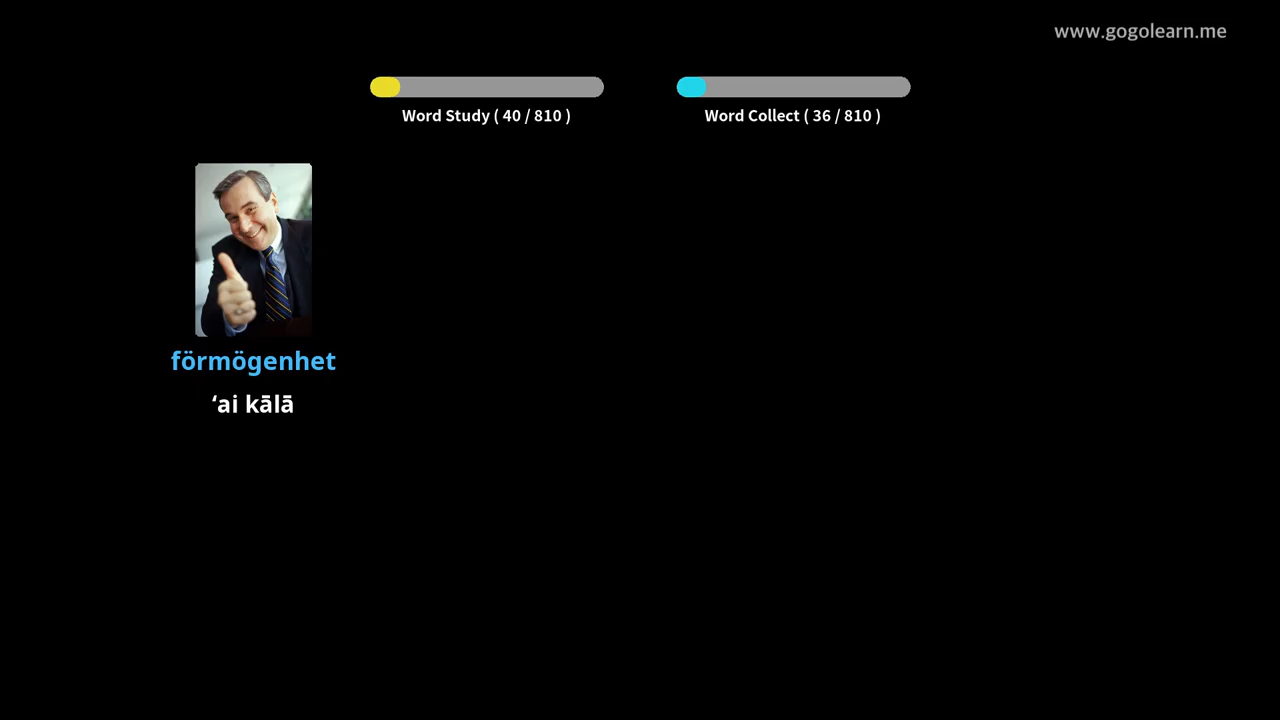 www.gogolearn.me
Word Study ( 40 / 810 )
Word Collect ( 36 / 810 )
förmögenhet
ʻai kālā